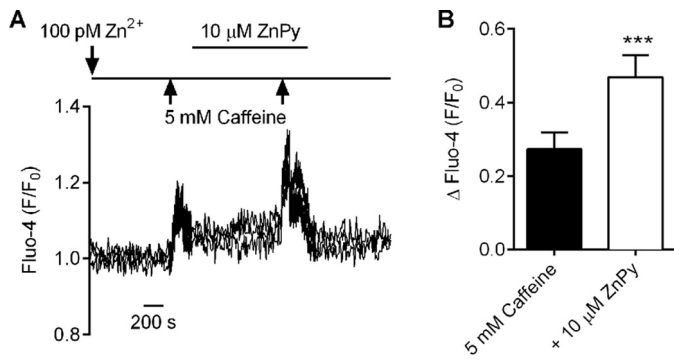 A
100 pM Zn²⁺
10 µM ZnPy
5 mM Caffeine
Fluo-4 (F/F₀)
1.4
1.2
1.0
0.8
200 s
B
***
Δ Fluo-4 (F/F₀)
0.6
0.4
0.2
0.0
5 mM Caffeine
+ 10 µM ZnPy